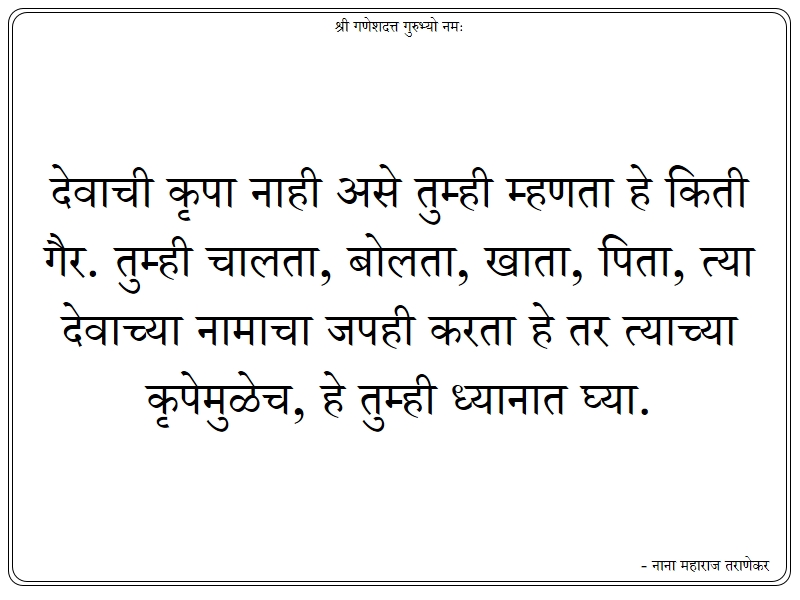 श्री गणेशदत्त गुरुभ्यो नमः
देवाची कृपा नाही असे तुम्ही म्हणता हे किती
गैर. तुम्ही चालता, बोलता, खाता, पिता, त्या
देवाच्या नामाचा जपही करता हे तर त्याच्या
कृपेमुळेच, हे तुम्ही ध्यानात घ्या.
- नाना महाराज तराणेकर